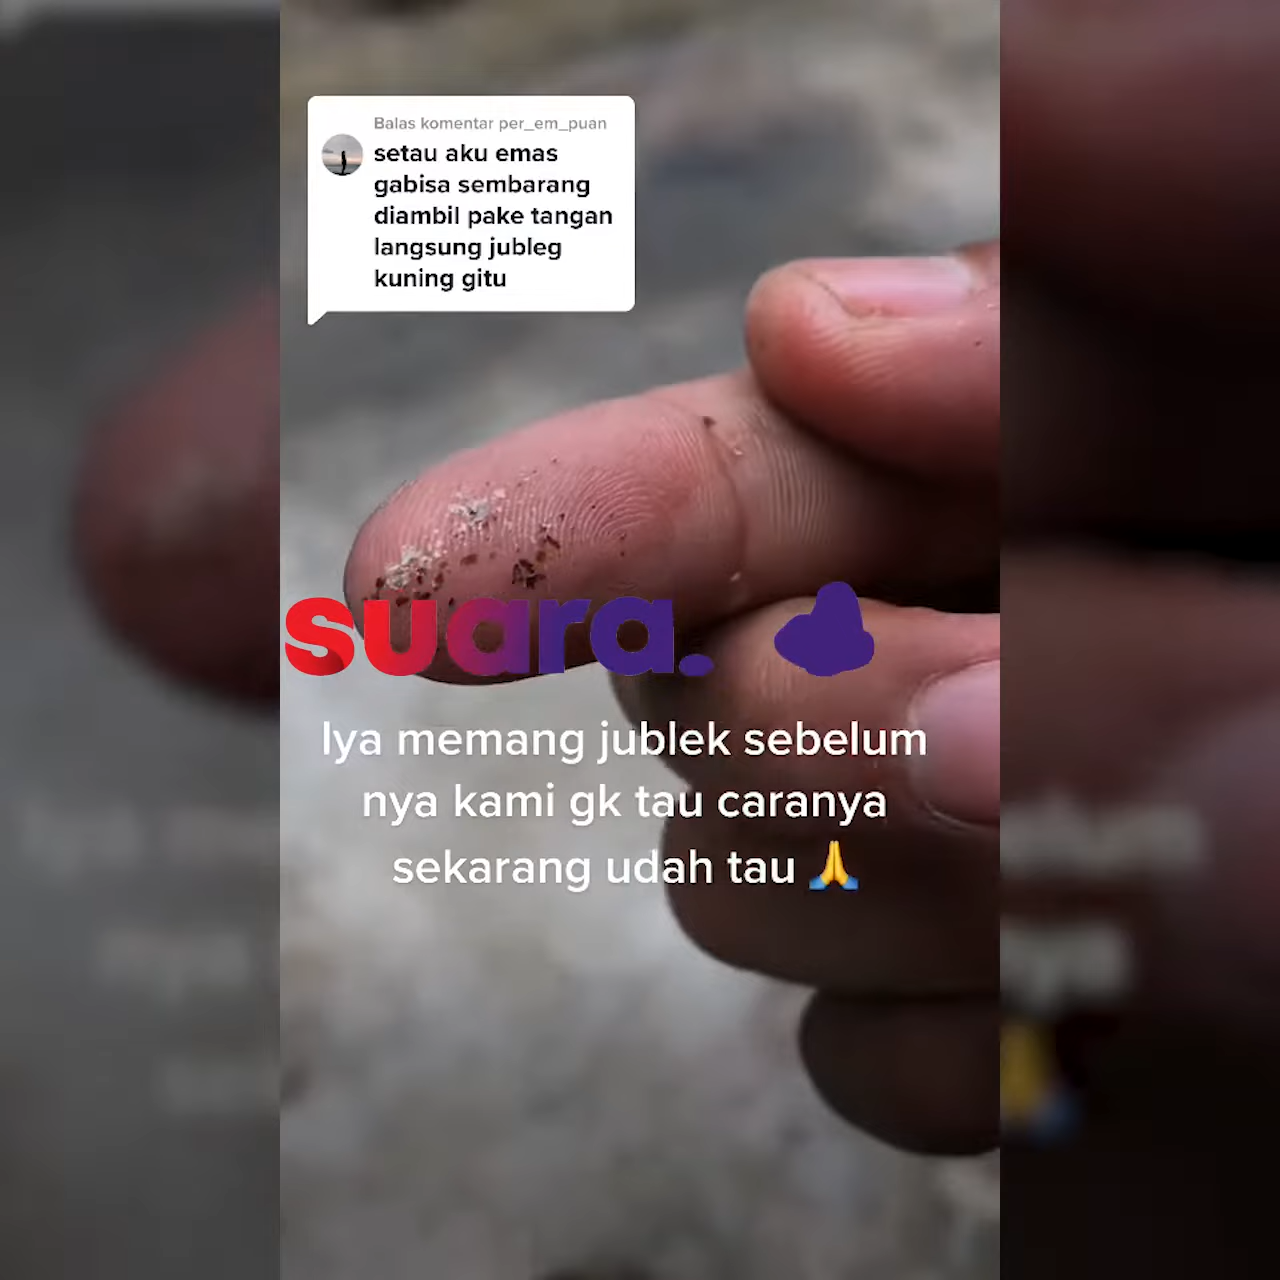 Balas komentar per_em_puan
setau aku emas
gabisa sembarang
diambil pake tangan
langsung jubleg
kuning gitu
suara.
Iya memang jublek sebelum
nya kami gk tau caranya
sekarang udah tau 🙏